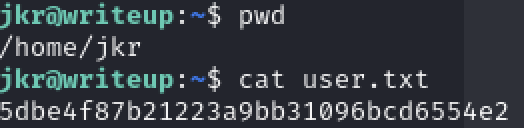 jkr@writeup:~$ pwd
/home/jkr
jkr@writeup:~$ cat user.txt
5dbe4f87b21223a9bb31096bcd6554e2